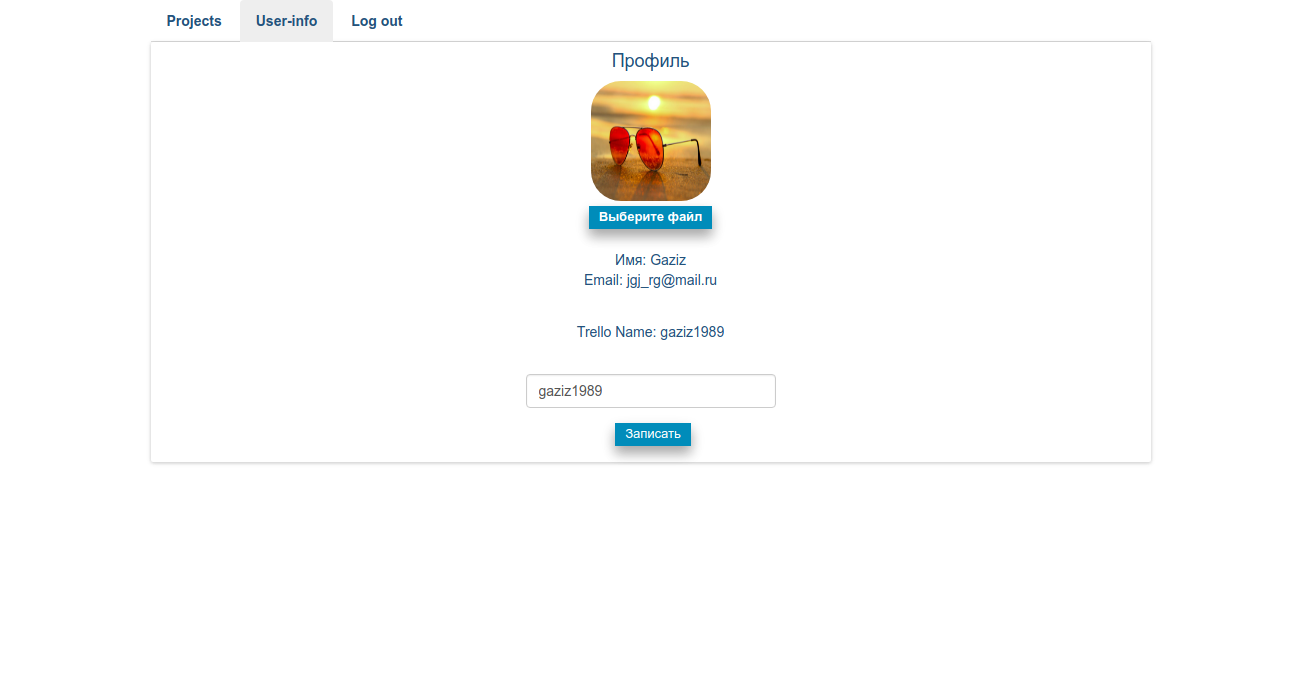 Projects User-info Log out
Профиль
Выберите файл
Имя: Gaziz
Email: jgj_rg@mail.ru
Trello Name: gaziz1989
gaziz1989
Записать